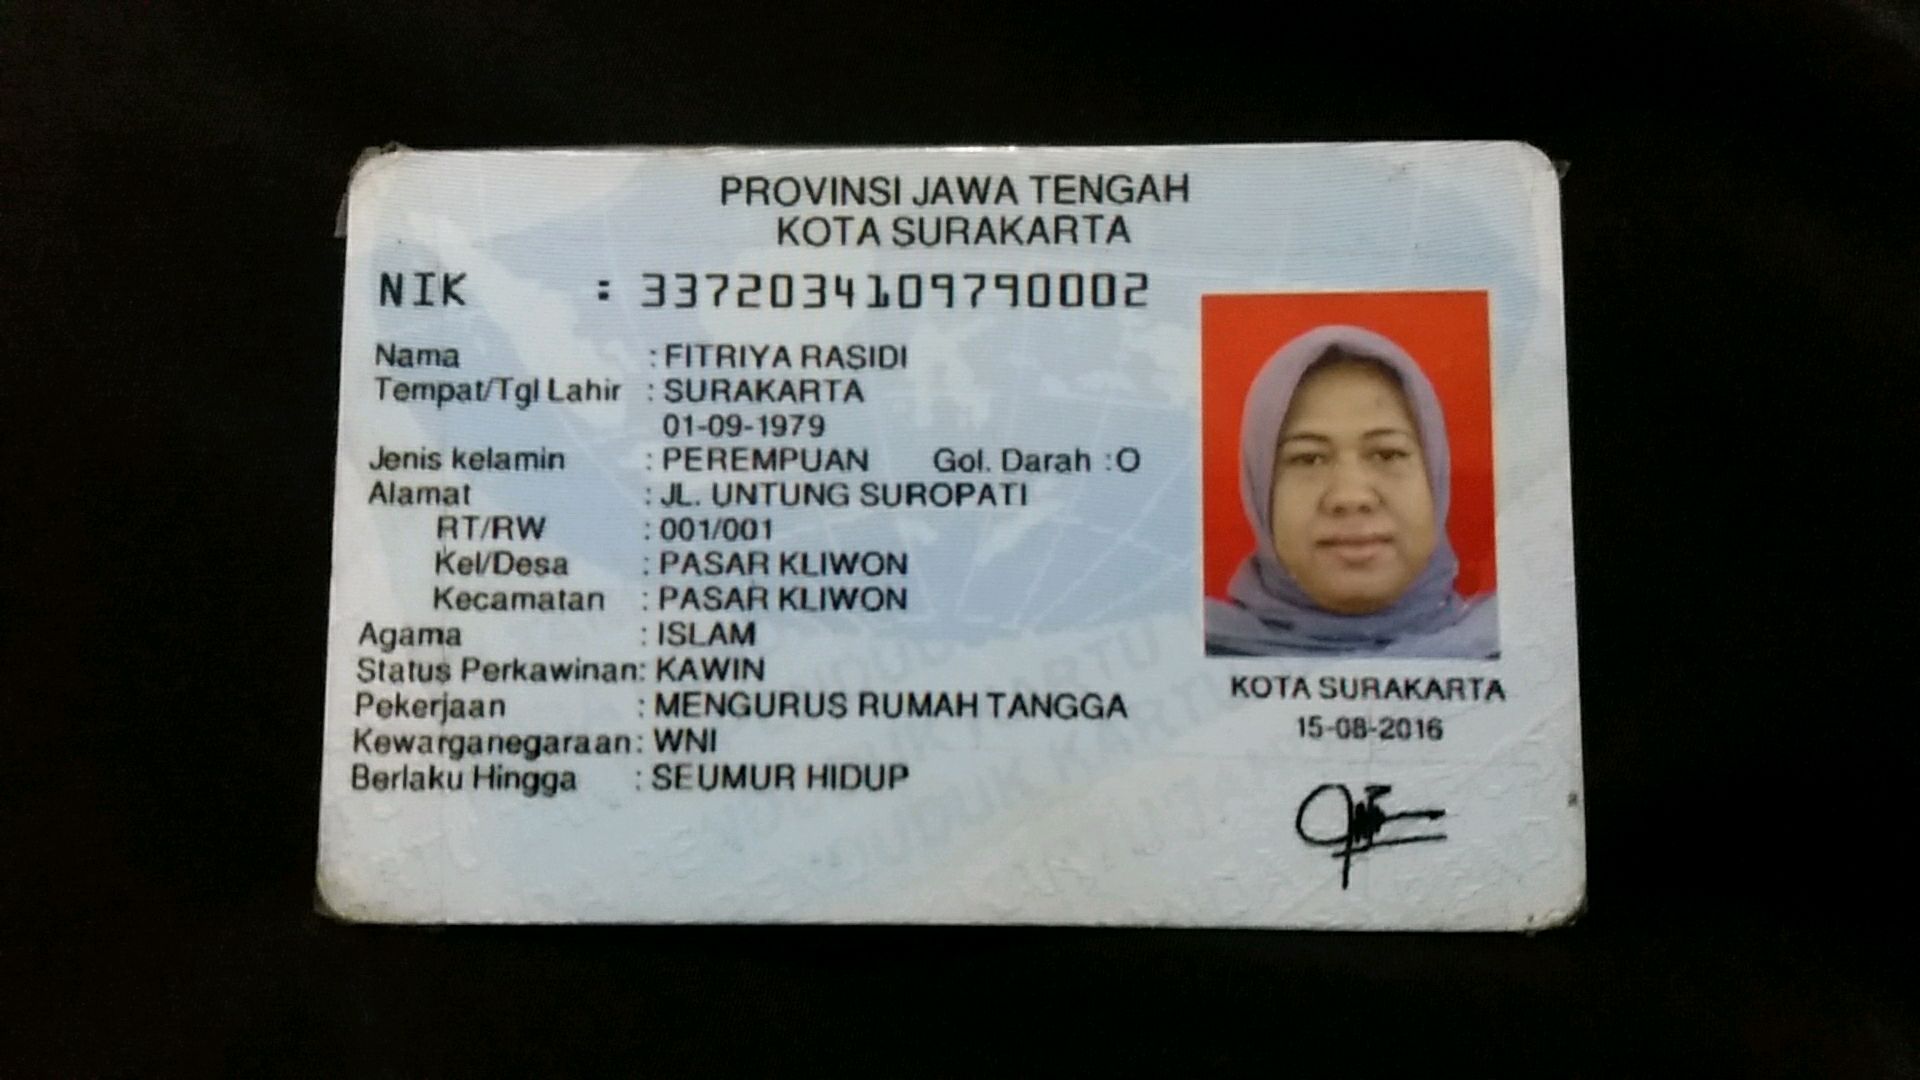 PROVINSI JAWA TENGAH
KOTA SURAKARTA
NIK : 3372034109790002
Nama : FITRIYA RASIDI
Tempat/Tgl Lahir : SURAKARTA
01-09-1979
Jenis kelamin : PEREMPUAN Gol. Darah : O
Alamat : JL. UNTUNG SUROPATI
RT/RW : 001/001
Kel/Desa : PASAR KLIWON
Kecamatan : PASAR KLIWON
Agama : ISLAM
Status Perkawinan: KAWIN
Pekerjaan : MENGURUS RUMAH TANGGA
Kewarganegaraan: WNI
Berlaku Hingga : SEUMUR HIDUP
KOTA SURAKARTA
15-08-2016